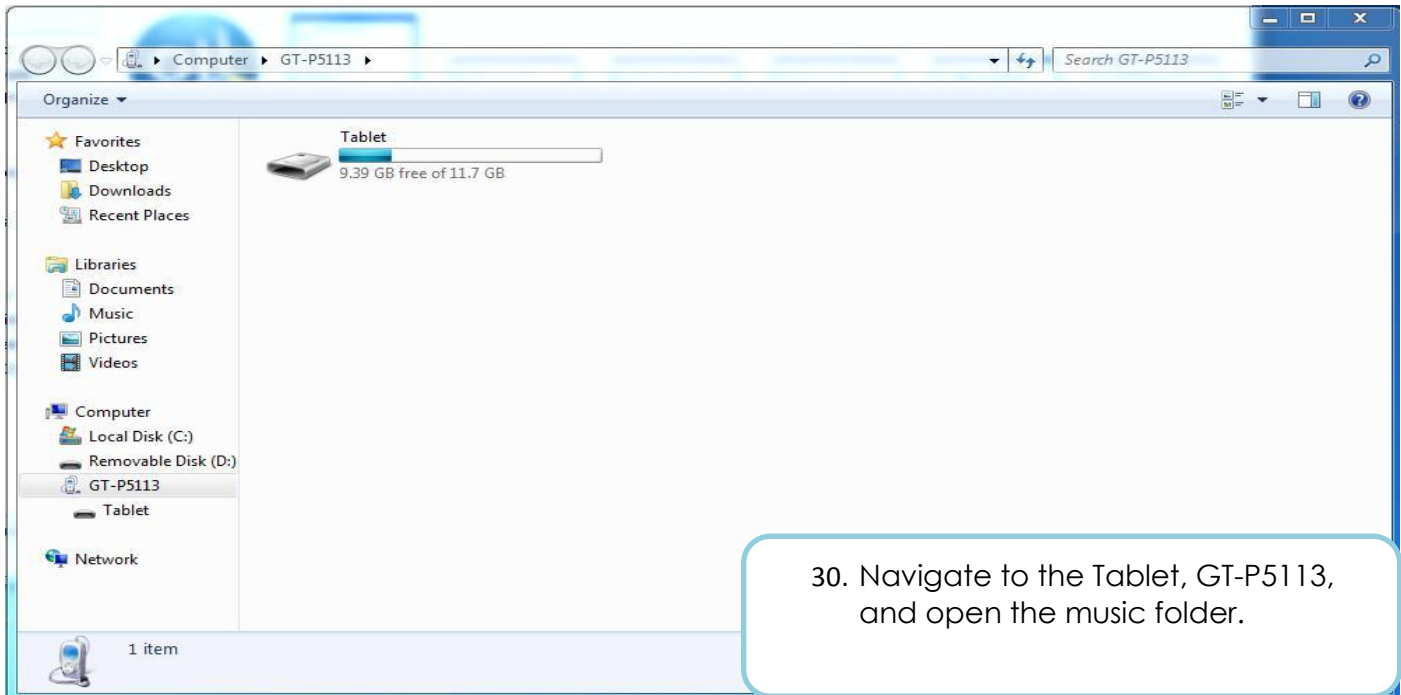 Computer ▸ GT-P5113 ▸
Search GT-P5113
Organize
Favorites
Desktop
Downloads
Recent Places
Libraries
Documents
Music
Pictures
Videos
Computer
Local Disk (C:)
Removable Disk (D:)
GT-P5113
Tablet
Network
Tablet
9.39 GB free of 11.7 GB
1 item
30. Navigate to the Tablet, GT-P5113,
and open the music folder.